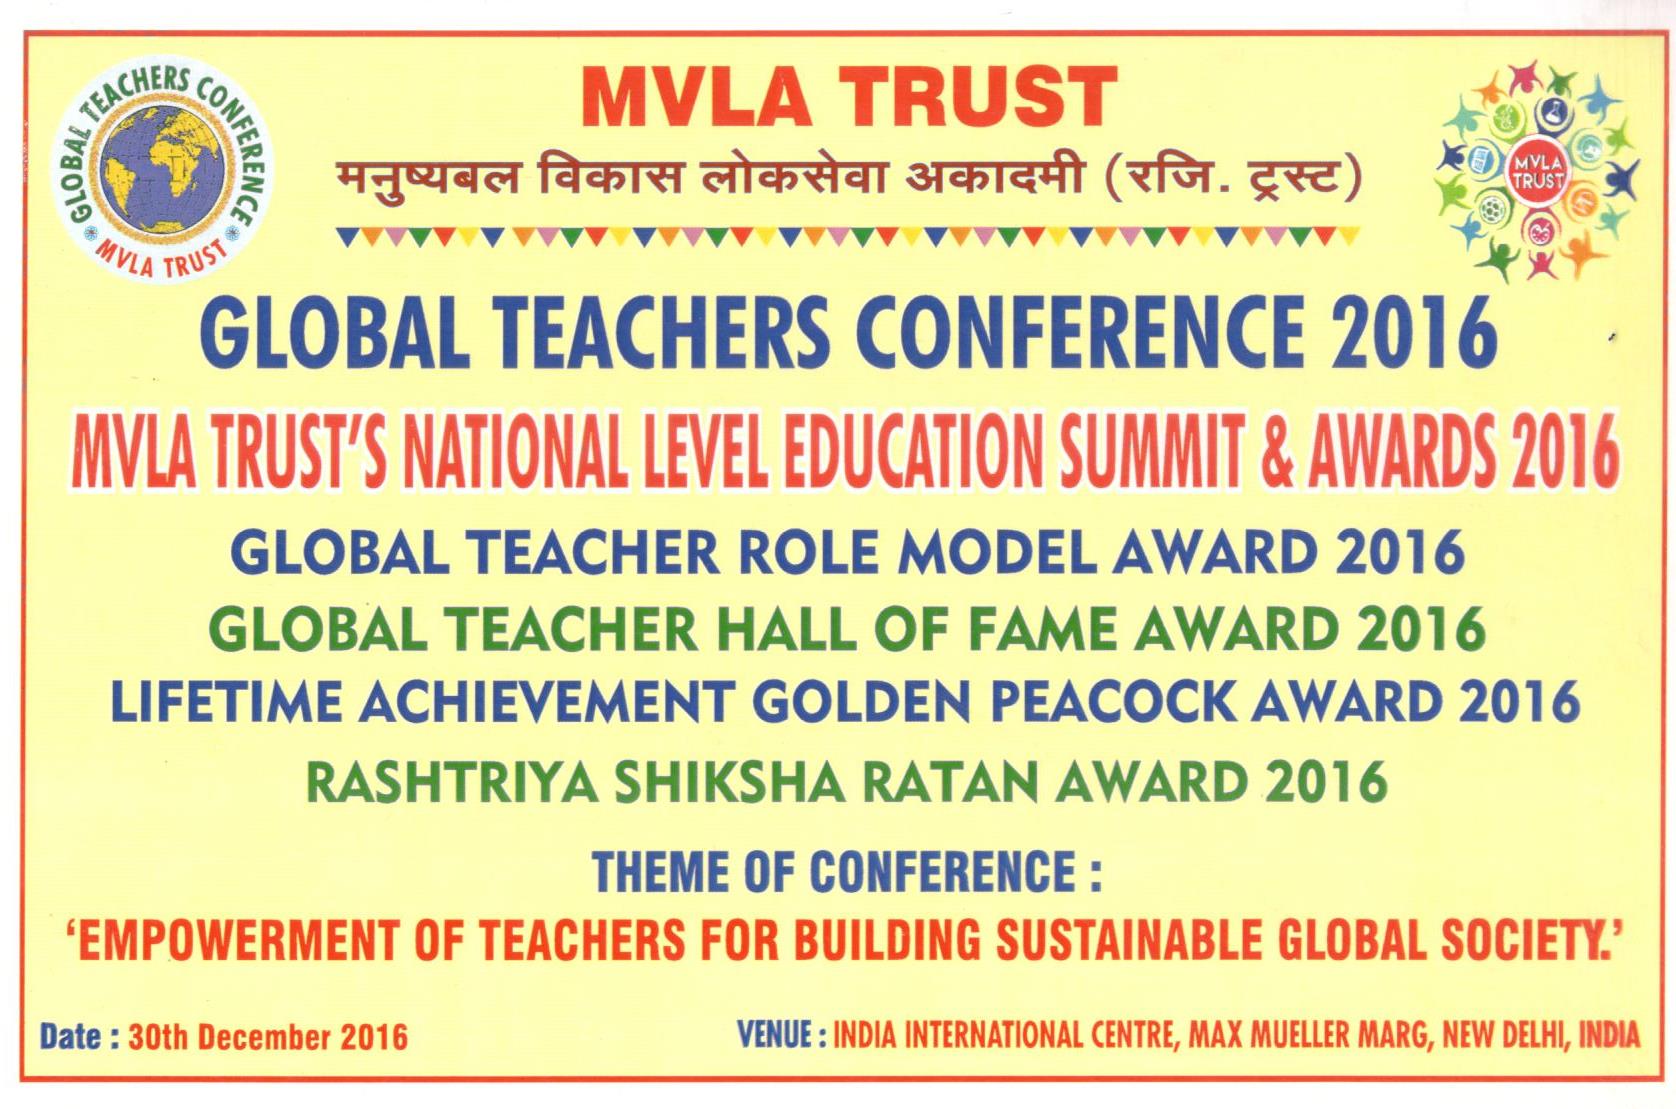 GLOBAL TEACHERS CONFERENCE
MVLA TRUST
MVLA TRUST
मनुष्यबल विकास लोकसेवा अकादमी (रजि. ट्रस्ट)
MVLA
TRUST
GLOBAL TEACHERS CONFERENCE 2016
MVLA TRUST'S NATIONAL LEVEL EDUCATION SUMMIT & AWARDS 2016
GLOBAL TEACHER ROLE MODEL AWARD 2016
GLOBAL TEACHER HALL OF FAME AWARD 2016
LIFETIME ACHIEVEMENT GOLDEN PEACOCK AWARD 2016
RASHTRIYA SHIKSHA RATAN AWARD 2016
THEME OF CONFERENCE :
'EMPOWERMENT OF TEACHERS FOR BUILDING SUSTAINABLE GLOBAL SOCIETY.'
Date : 30th December 2016
VENUE : INDIA INTERNATIONAL CENTRE, MAX MUELLER MARG, NEW DELHI, INDIA